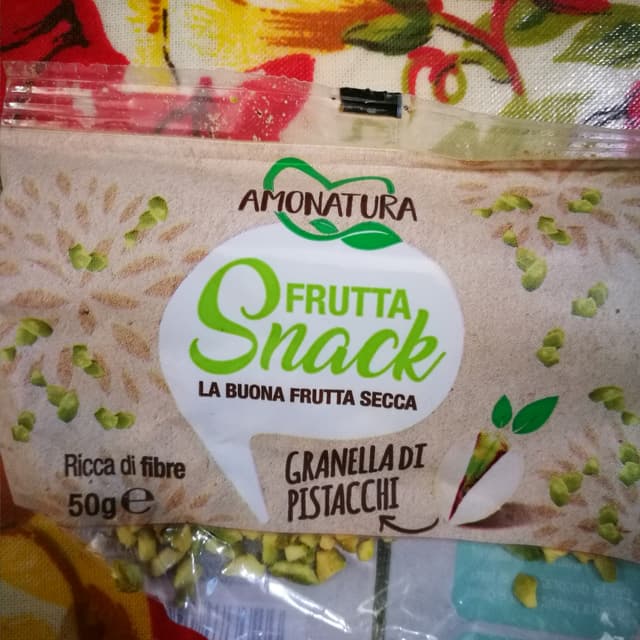 AMONATURA
FRUTTA
Snack
LA BUONA FRUTTA SECCA
Ricca di fibre
50g ℮
GRANELLA DI
PISTACCHI